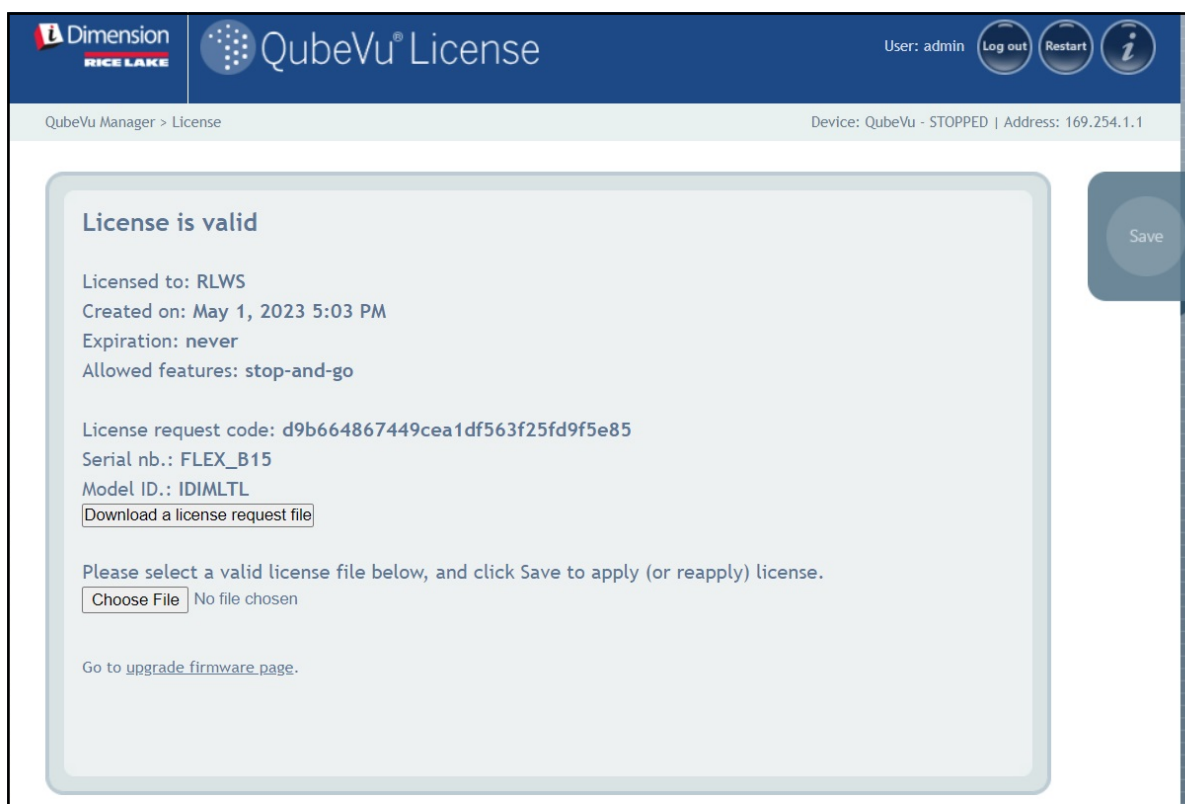 iDimension
RICE LAKE
QubeVu® License
User: admin
Log out
Restart
i
QubeVu Manager > License
Device: QubeVu - STOPPED | Address: 169.254.1.1
License is valid
Save
Licensed to: RLWS
Created on: May 1, 2023 5:03 PM
Expiration: never
Allowed features: stop-and-go
License request code: d9b664867449cea1df563f25fd9f5e85
Serial nb.: FLEX_B15
Model ID.: IDIMLTL
Download a license request file
Please select a valid license file below, and click Save to apply (or reapply) license.
Choose File No file chosen
Go to upgrade firmware page.